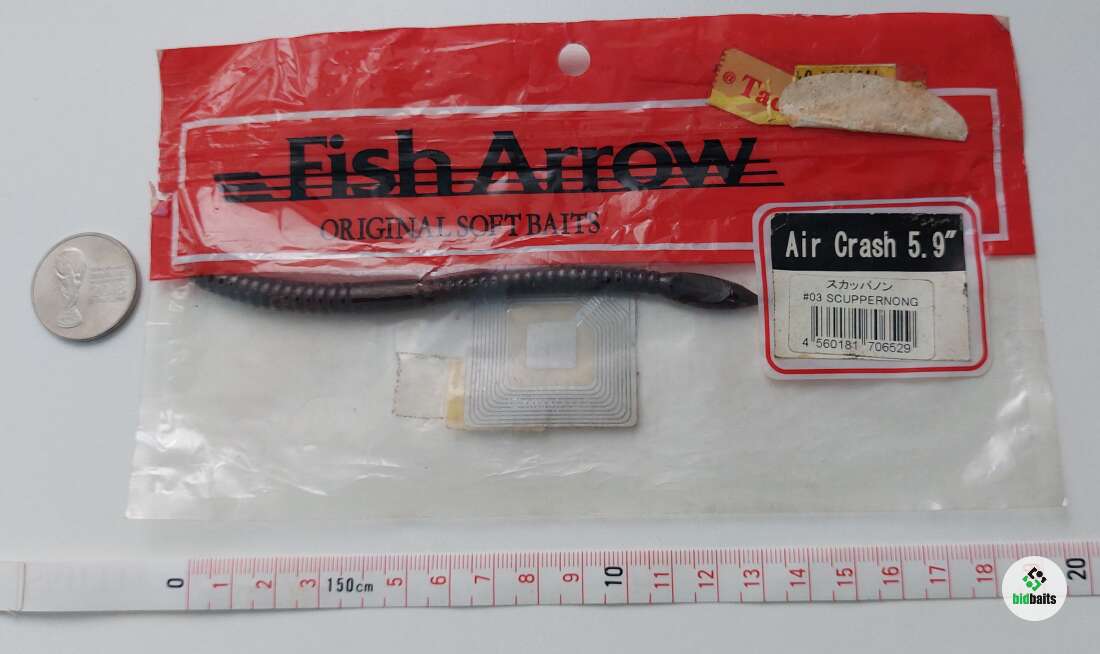 @ Tac
Fish Arrow
ORIGINAL SOFT BAITS
Air Crash 5.9"
スカッパノン
#03 SCUPPERNONG
4 560181 706529
0 1 2 3 150cm 5 6 7 8 9 10 11 12 13 14 15 16 17 18 20
bidbaits